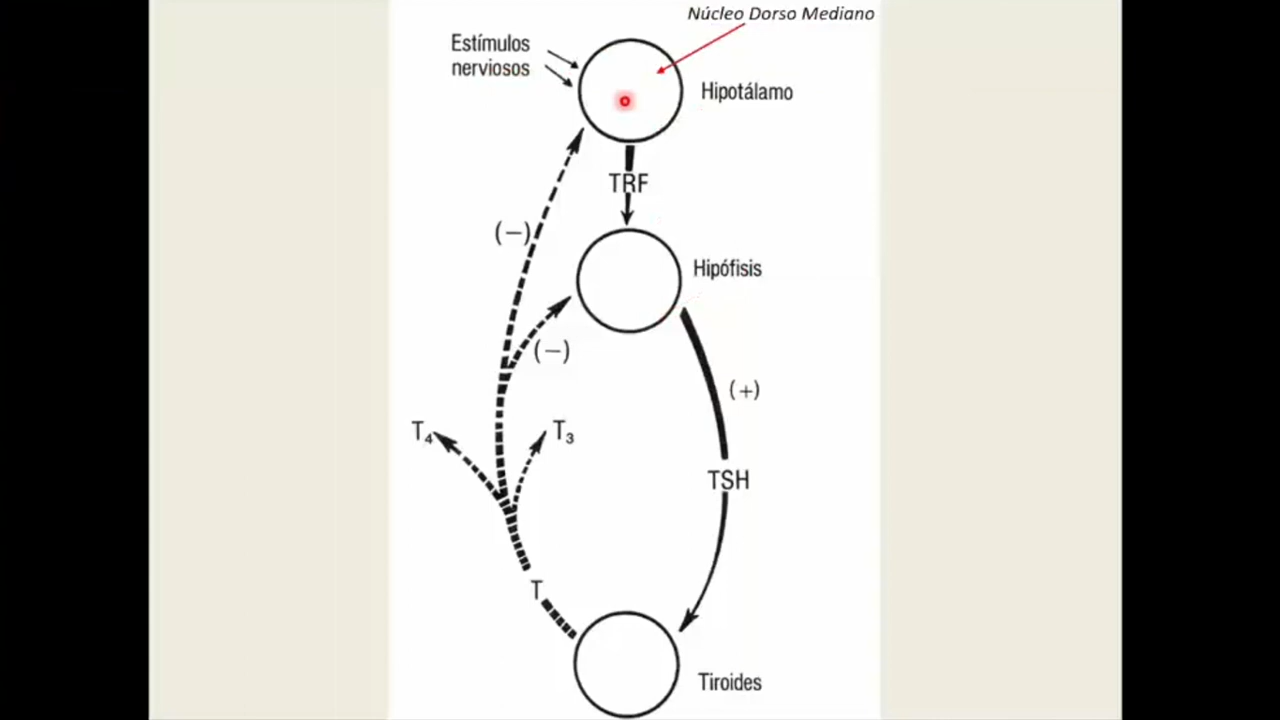 Núcleo Dorso Mediano
Estímulos
nerviosos
Hipotálamo
TRF
(−)
Hipófisis
(−)
(+)
T₄
T₃
TSH
T
Tiroides